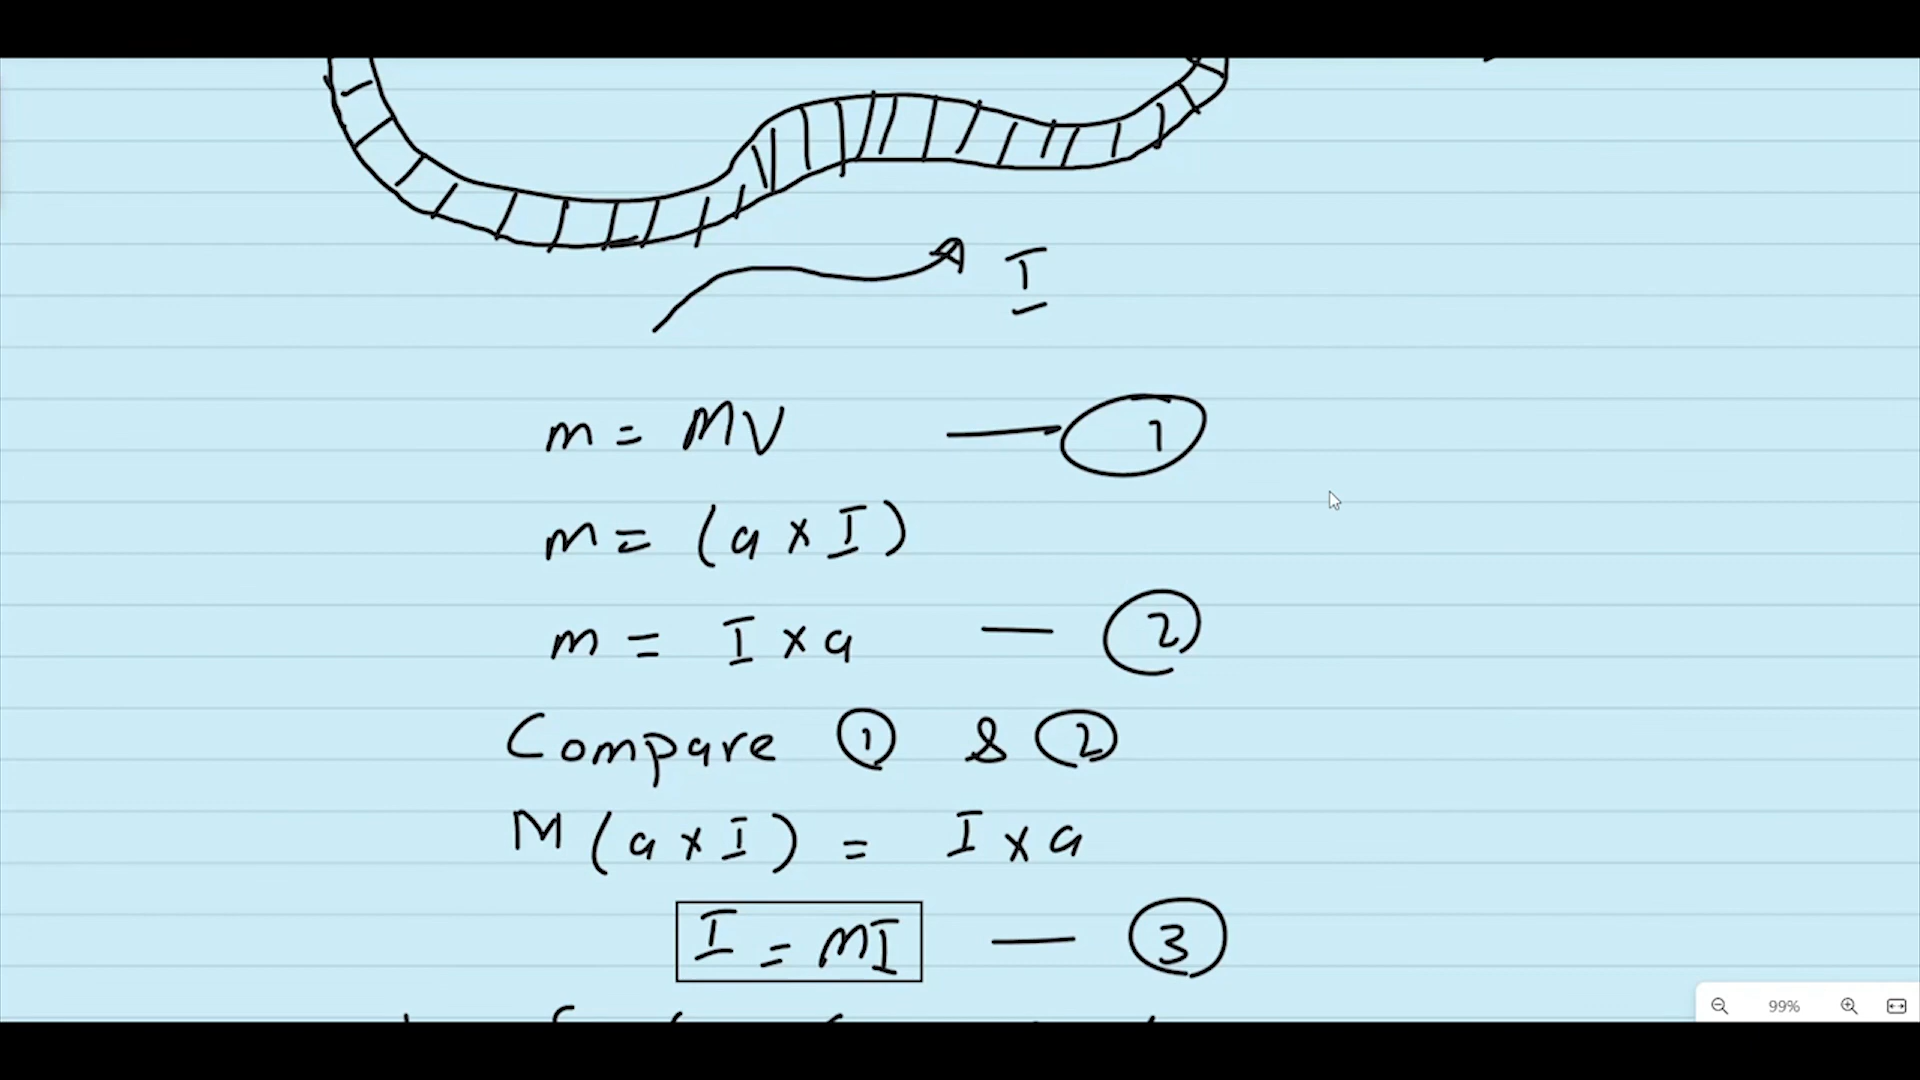 I
m = MV — 1
m = (a × I)
m = I × a — 2
Compare 1 & 2
M (a × I) = I × a
I = MI — 3
99%